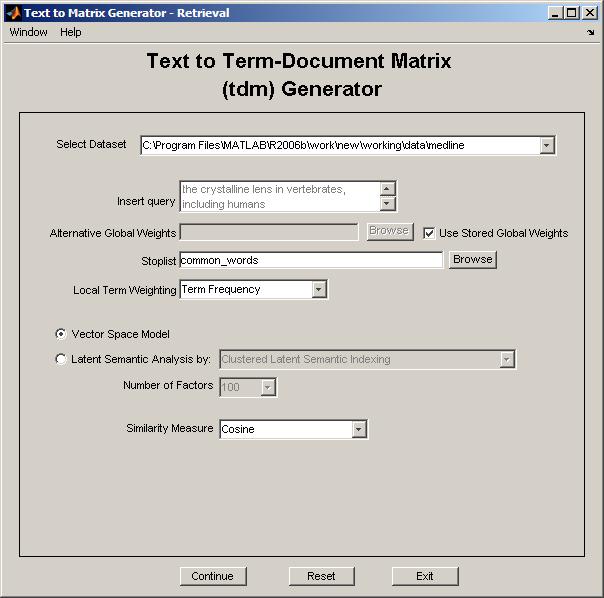 Text to Matrix Generator - Retrieval
Window Help
Text to Term-Document Matrix
(tdm) Generator
Select Dataset C:\Program Files\MATLAB\R2006b\work\new\working\data\medline
Insert query the crystalline lens in vertebrates,
including humans
Alternative Global Weights Browse Use Stored Global Weights
Stoplist common_words Browse
Local Term Weighting Term Frequency
Vector Space Model
Latent Semantic Analysis by: Clustered Latent Semantic Indexing
Number of Factors 100
Similarity Measure Cosine
Continue Reset Exit